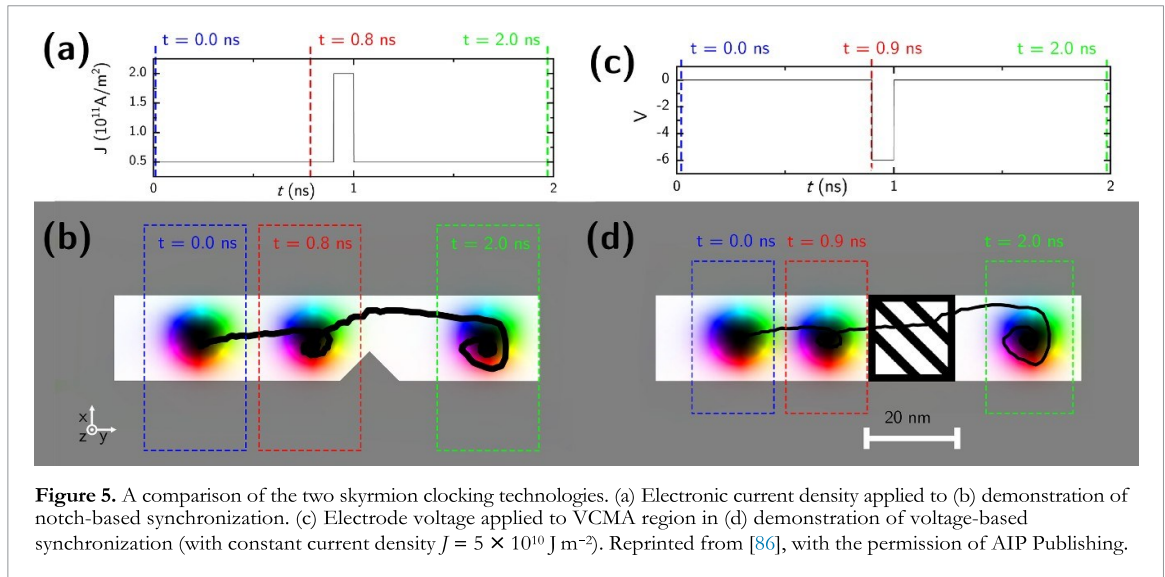 (a)
t = 0.0 ns t = 0.8 ns t = 2.0 ns
J (10¹¹A/m²)
2.0
1.5
1.0
0.5
0 1 2
t (ns)
(c)
t = 0.0 ns t = 0.9 ns t = 2.0 ns
V
0
-2
-4
-6
0 1 2
t (ns)
(b)
t = 0.0 ns t = 0.8 ns t = 2.0 ns
x
z y
(d)
t = 0.0 ns t = 0.9 ns t = 2.0 ns
20 nm
Figure 5. A comparison of the two skyrmion clocking technologies. (a) Electronic current density applied to (b) demonstration of
notch-based synchronization. (c) Electrode voltage applied to VCMA region in (d) demonstration of voltage-based
synchronization (with constant current density J = 5 × 10¹⁰ J m⁻²). Reprinted from [86], with the permission of AIP Publishing.